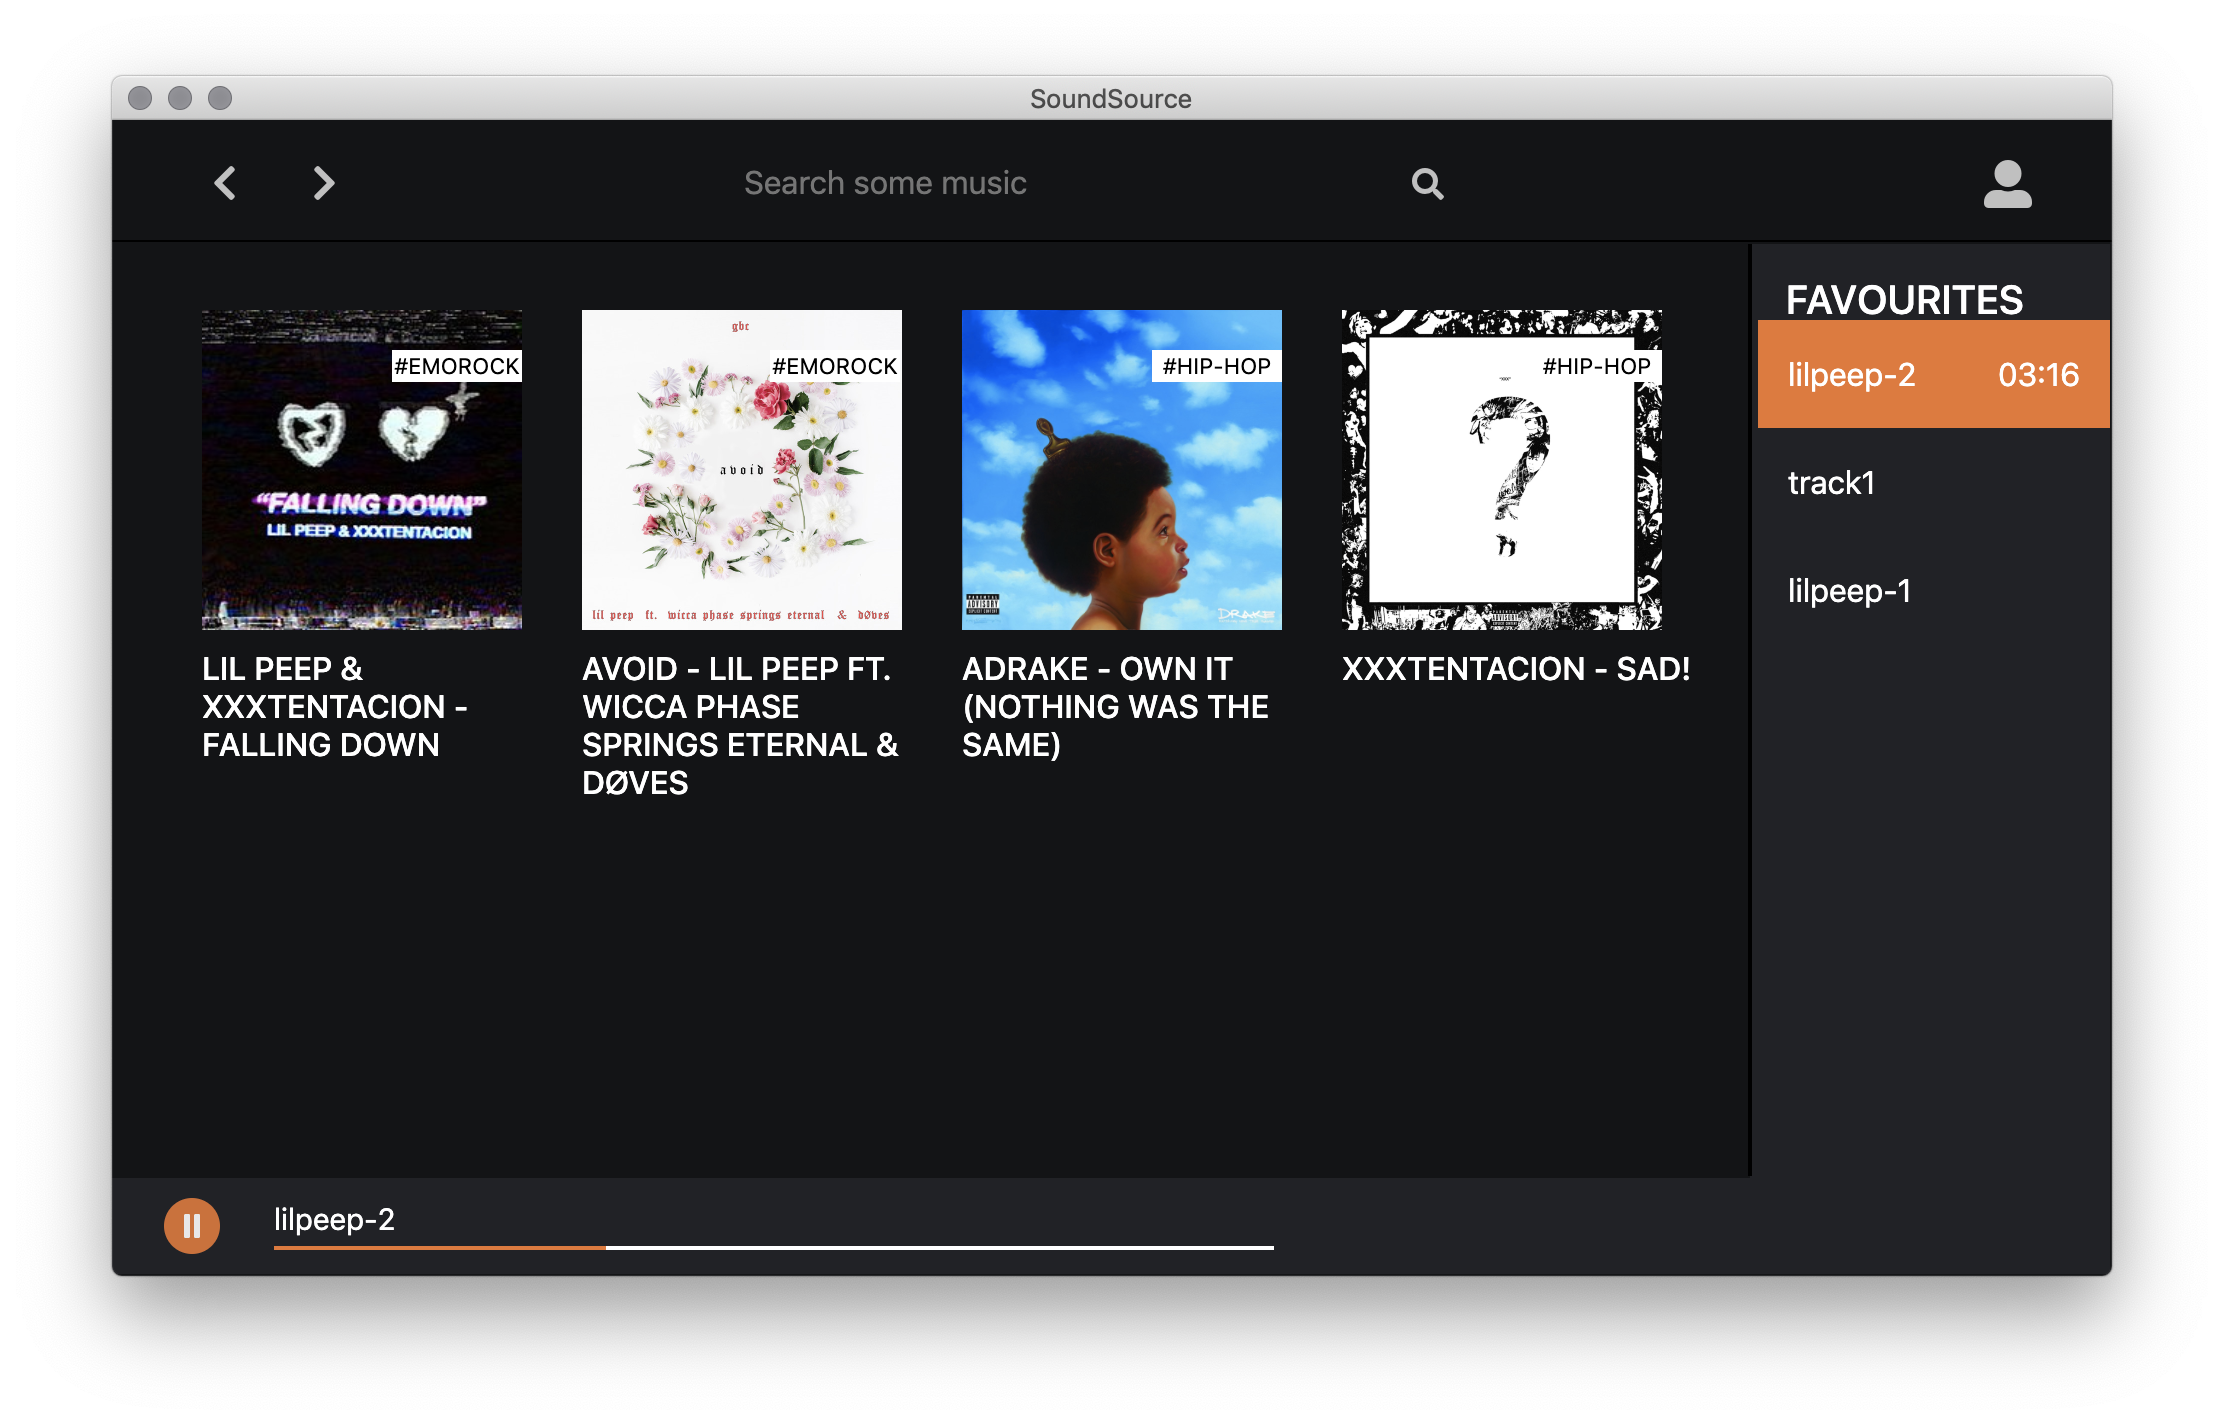 SoundSource
Search some music
FAVOURITES
lilpeep-2 03:16
track1
lilpeep-1
#EMOROCK
"FALLING DOWN"
LIL PEEP & XXXTENTACION
LIL PEEP &
XXXTENTACION -
FALLING DOWN
gbc
#EMOROCK
avoid
lil peep ft. wicca phase springs eternal & døves
AVOID - LIL PEEP FT.
WICCA PHASE
SPRINGS ETERNAL &
DØVES
#HIP-HOP
PARENTAL
ADVISORY
EXPLICIT CONTENT
DRAKE
ADRAKE - OWN IT
(NOTHING WAS THE
SAME)
#HIP-HOP
?
ADVISORY
XXXTENTACION - SAD!
lilpeep-2